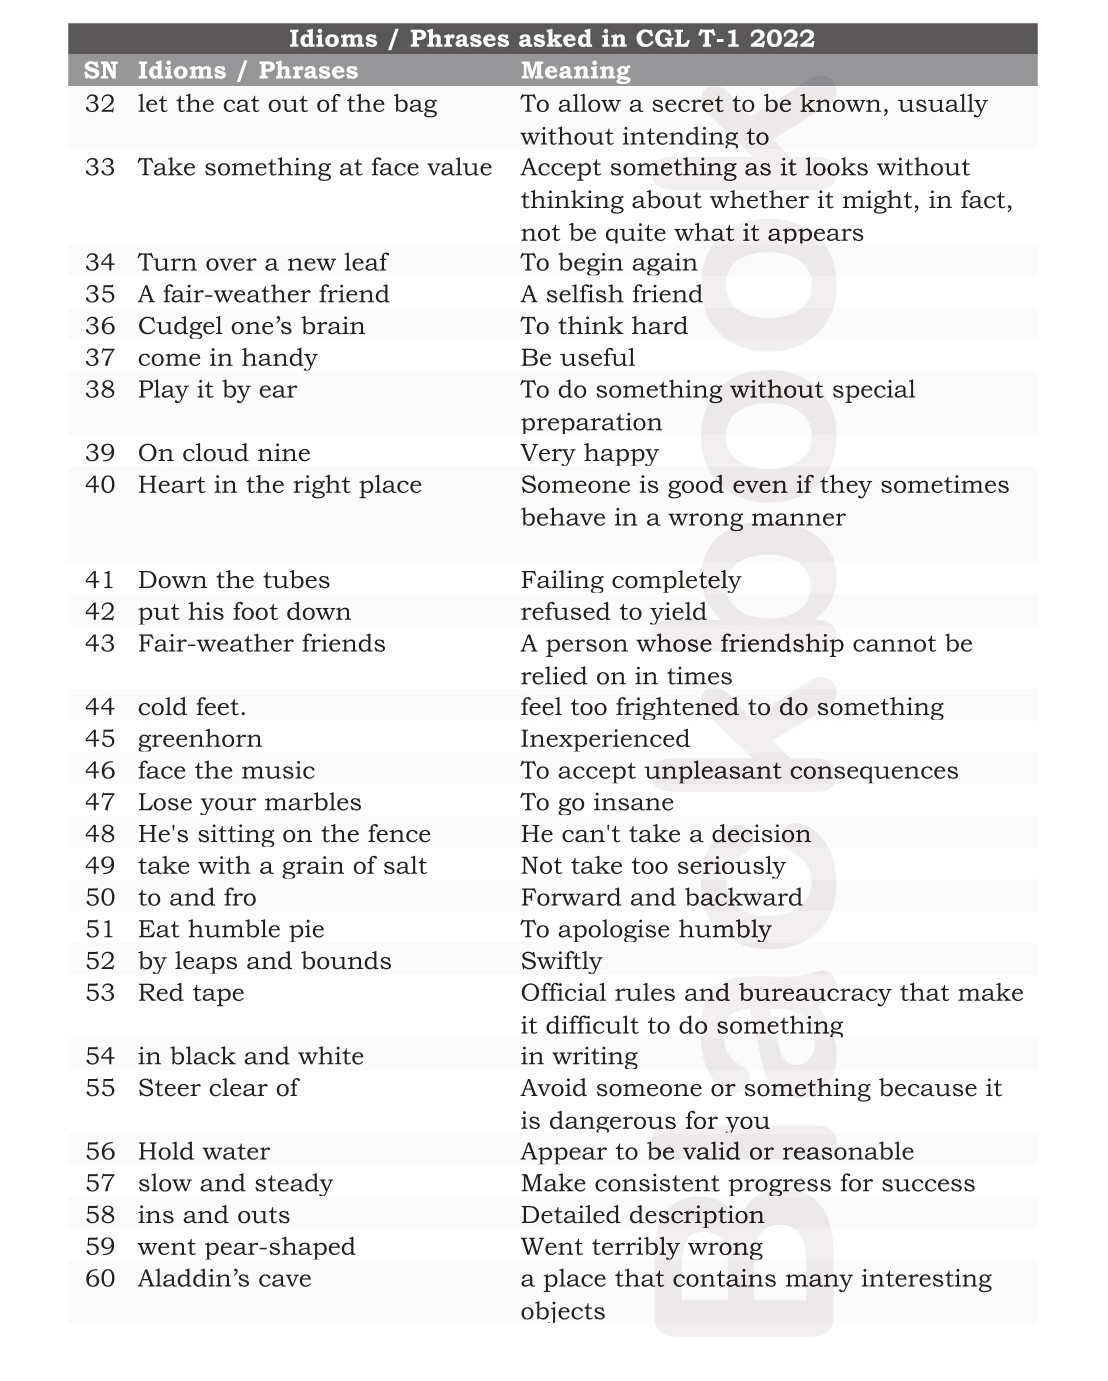 Idioms / Phrases asked in CGL T-1 2022
SN Idioms / Phrases Meaning
32 let the cat out of the bag To allow a secret to be known, usually
without intending to
33 Take something at face value Accept something as it looks without
thinking about whether it might, in fact,
not be quite what it appears
34 Turn over a new leaf To begin again
35 A fair-weather friend A selfish friend
36 Cudgel one’s brain To think hard
37 come in handy Be useful
38 Play it by ear To do something without special
preparation
39 On cloud nine Very happy
40 Heart in the right place Someone is good even if they sometimes
behave in a wrong manner
41 Down the tubes Failing completely
42 put his foot down refused to yield
43 Fair-weather friends A person whose friendship cannot be
relied on in times
44 cold feet. feel too frightened to do something
45 greenhorn Inexperienced
46 face the music To accept unpleasant consequences
47 Lose your marbles To go insane
48 He's sitting on the fence He can't take a decision
49 take with a grain of salt Not take too seriously
50 to and fro Forward and backward
51 Eat humble pie To apologise humbly
52 by leaps and bounds Swiftly
53 Red tape Official rules and bureaucracy that make
it difficult to do something
54 in black and white in writing
55 Steer clear of Avoid someone or something because it
is dangerous for you
56 Hold water Appear to be valid or reasonable
57 slow and steady Make consistent progress for success
58 ins and outs Detailed description
59 went pear-shaped Went terribly wrong
60 Aladdin’s cave a place that contains many interesting
objects
Blackpook